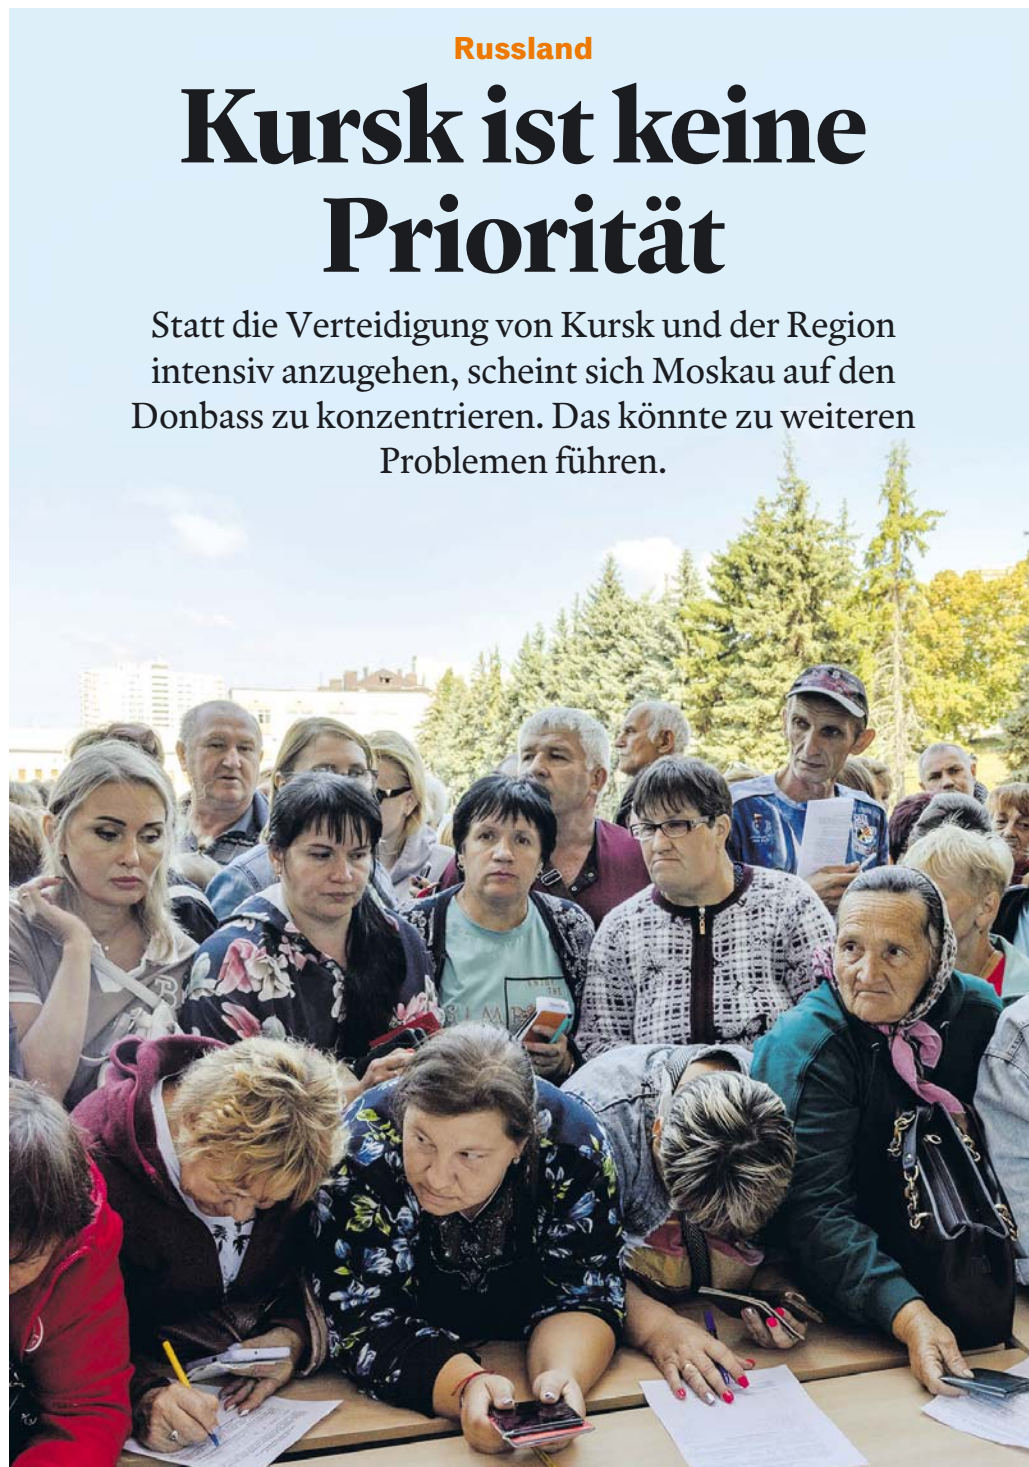 Russland
Kursk ist keine
Priorität
Statt die Verteidigung von Kursk und der Region
intensiv anzugehen, scheint sich Moskau auf den
Donbass zu konzentrieren. Das könnte zu weiteren
Problemen führen.